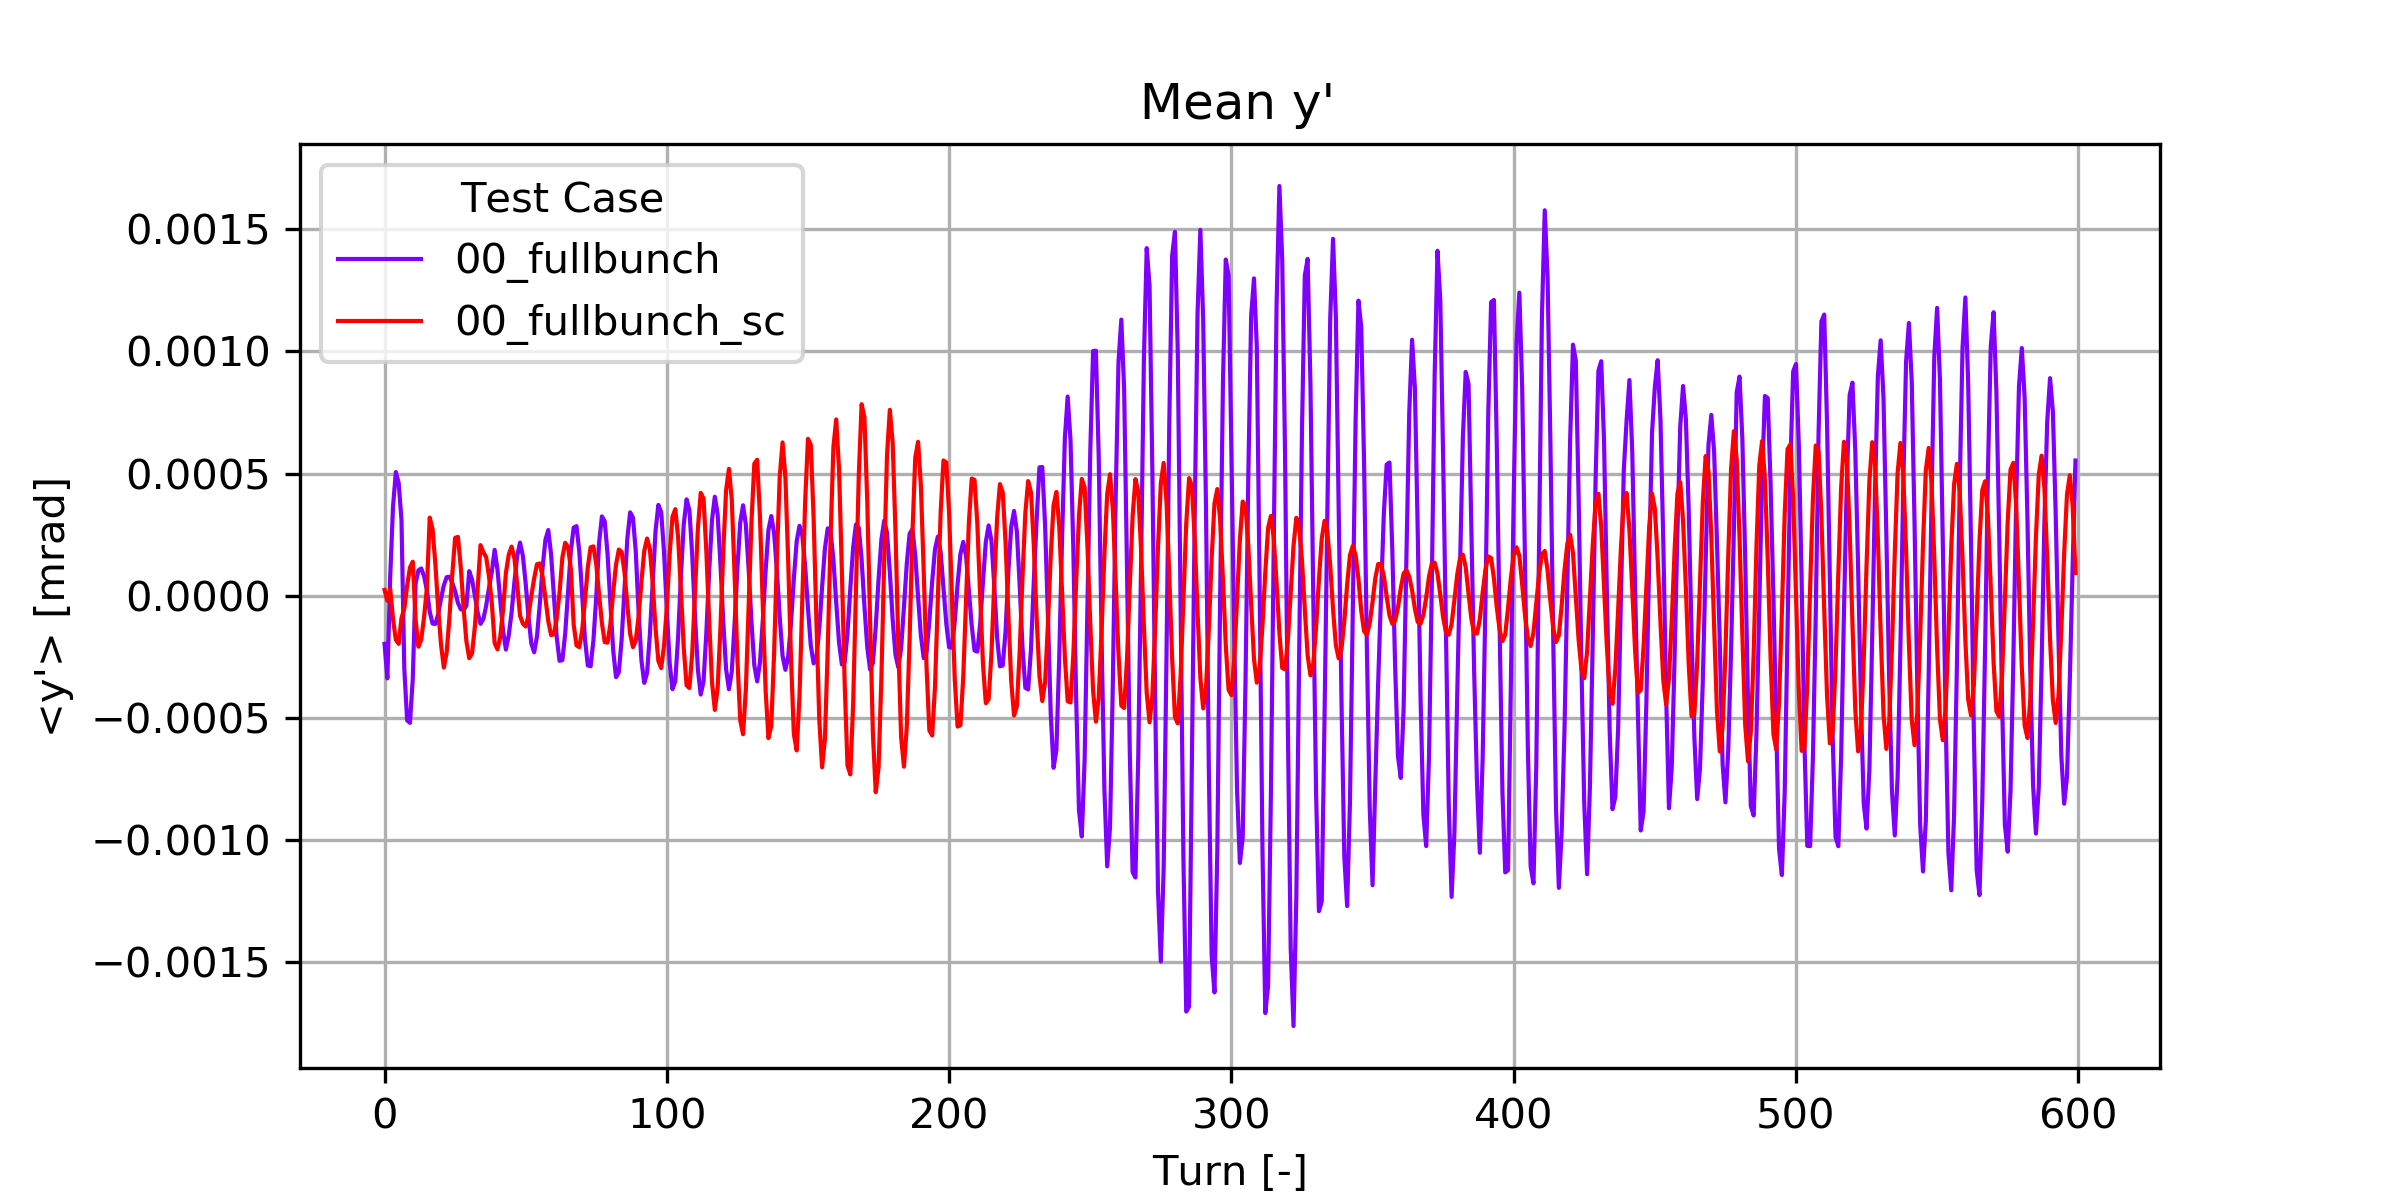 Mean y'
Test Case
00_fullbunch
00_fullbunch_sc
<y'> [mrad]
0.0015
0.0010
0.0005
0.0000
−0.0005
−0.0010
−0.0015
0 100 200 300 400 500 600
Turn [-]